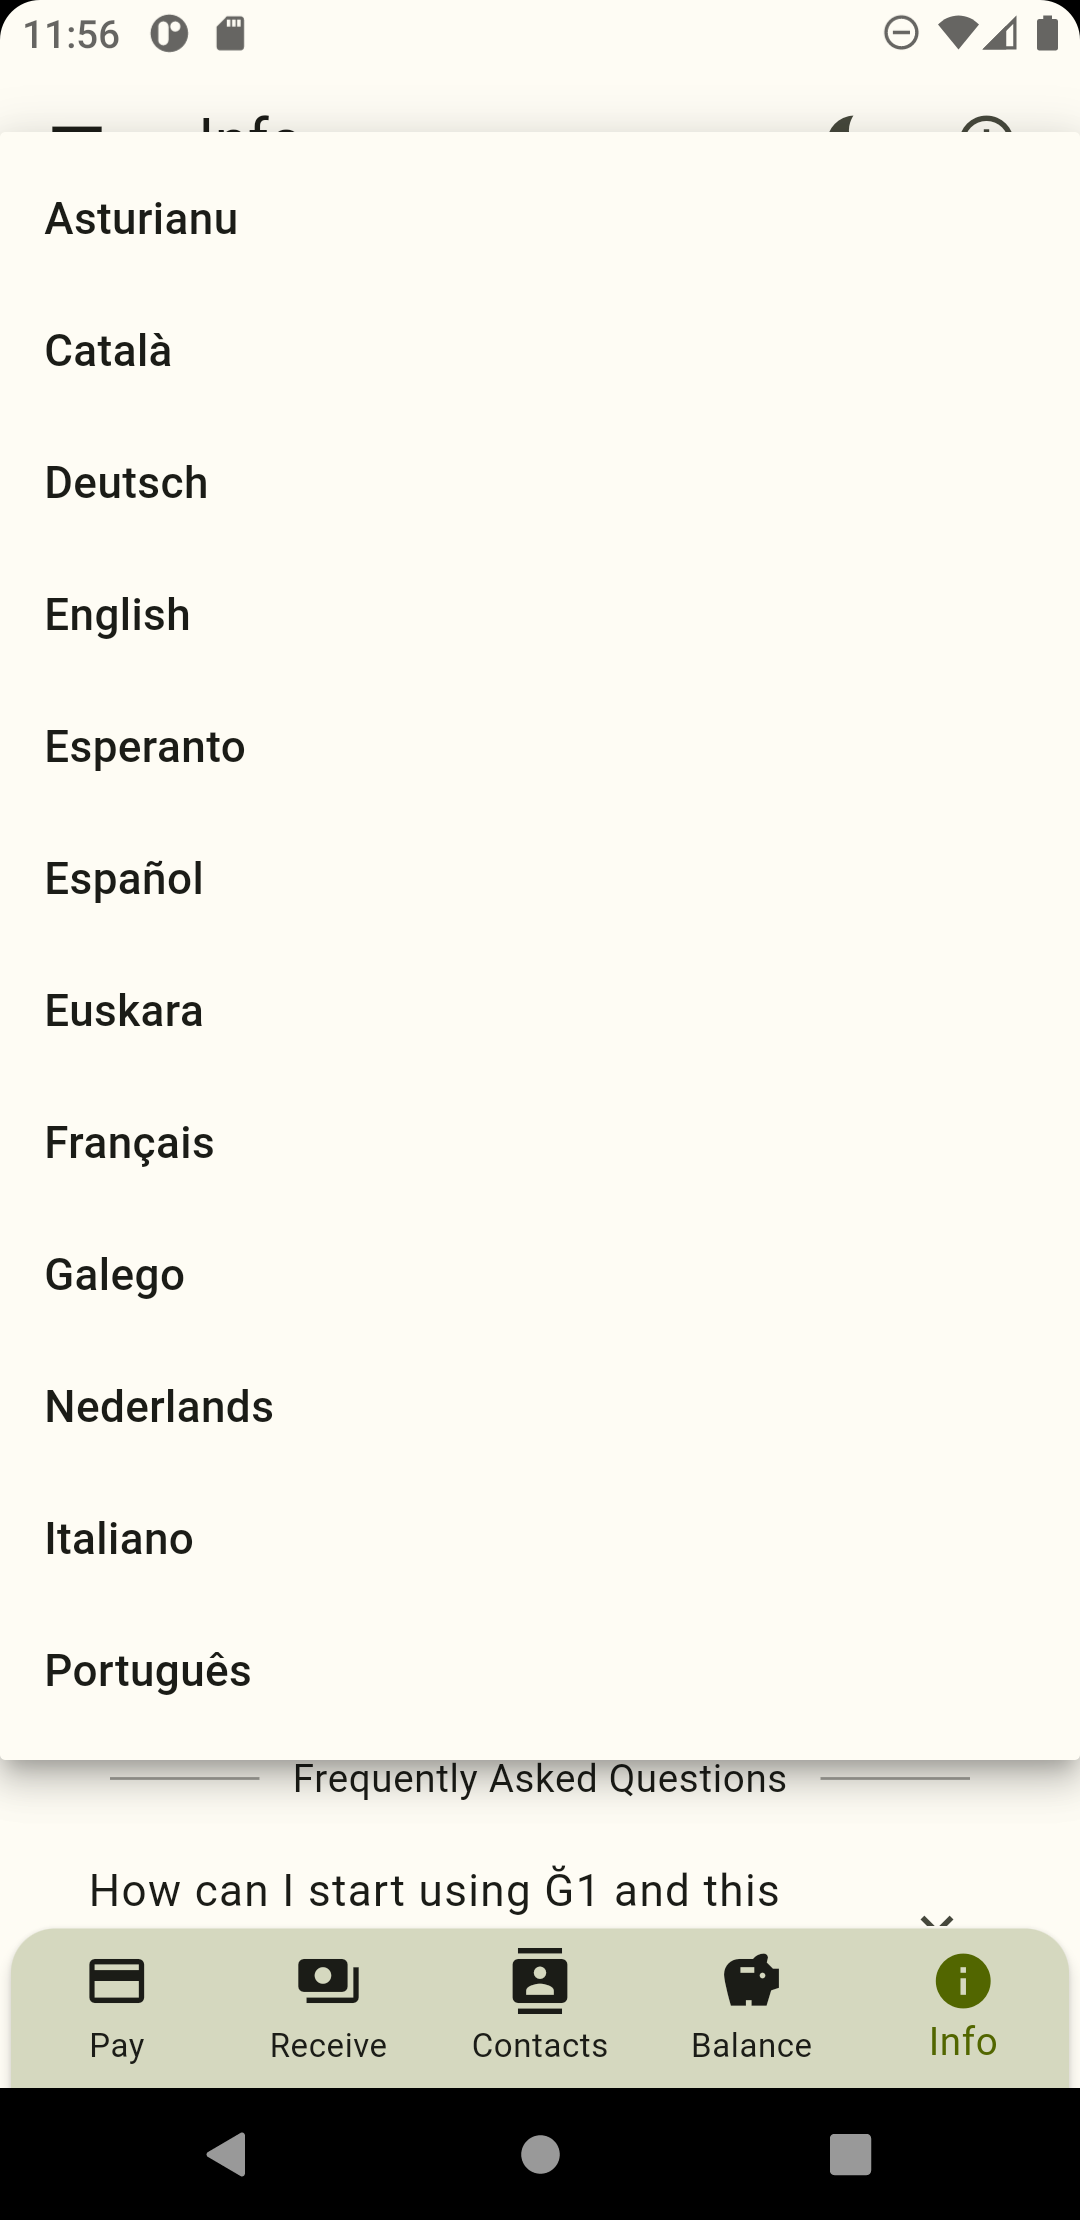 11:56
Info
Asturianu
Català
Deutsch
English
Esperanto
Español
Euskara
Français
Galego
Nederlands
Italiano
Português
Frequently Asked Questions
How can I start using Ğ1 and this
Pay
Receive
Contacts
Balance
Info